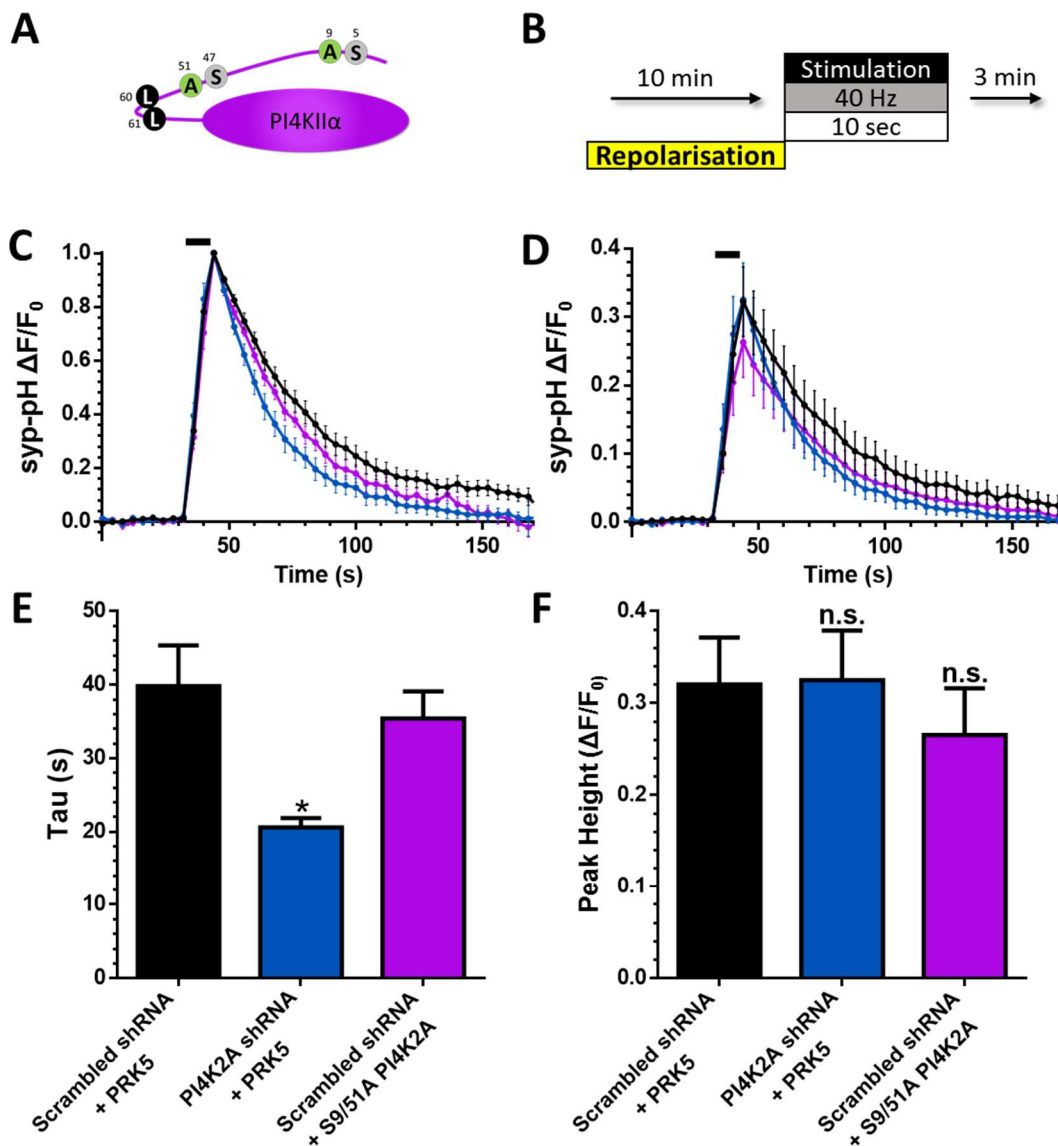 A
9
5
A
S
47
51
S
A
60
L
L
61
PI4KIIα
B
10 min
Stimulation
3 min
40 Hz
10 sec
Repolarisation
C
syp-pH ΔF/F0
1.0
0.8
0.6
0.4
0.2
0.0
50
100
150
Time (s)
D
syp-pH ΔF/F0
0.4
0.3
0.2
0.1
0.0
50
100
150
Time (s)
E
Tau (s)
50
40
30
20
10
0
*
Scrambled shRNA
+ PRK5
PI4K2A shRNA
+ PRK5
Scrambled shRNA
+ S9/51A PI4K2A
F
Peak Height (ΔF/F0)
0.4
0.3
0.2
0.1
0.0
n.s.
n.s.
Scrambled shRNA
+ PRK5
PI4K2A shRNA
+ PRK5
Scrambled shRNA
+ S9/51A PI4K2A